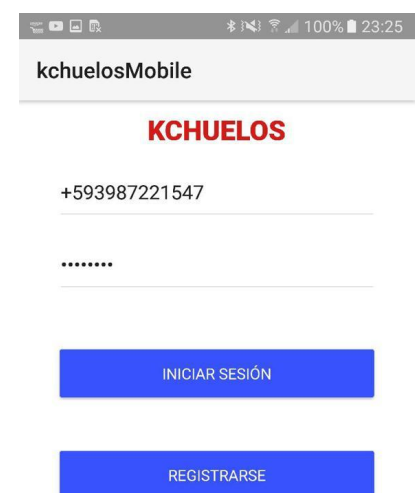 100% 23:25
kchuelosMobile
KCHUELOS
+593987221547
••••••••
INICIAR SESIÓN
REGISTRARSE